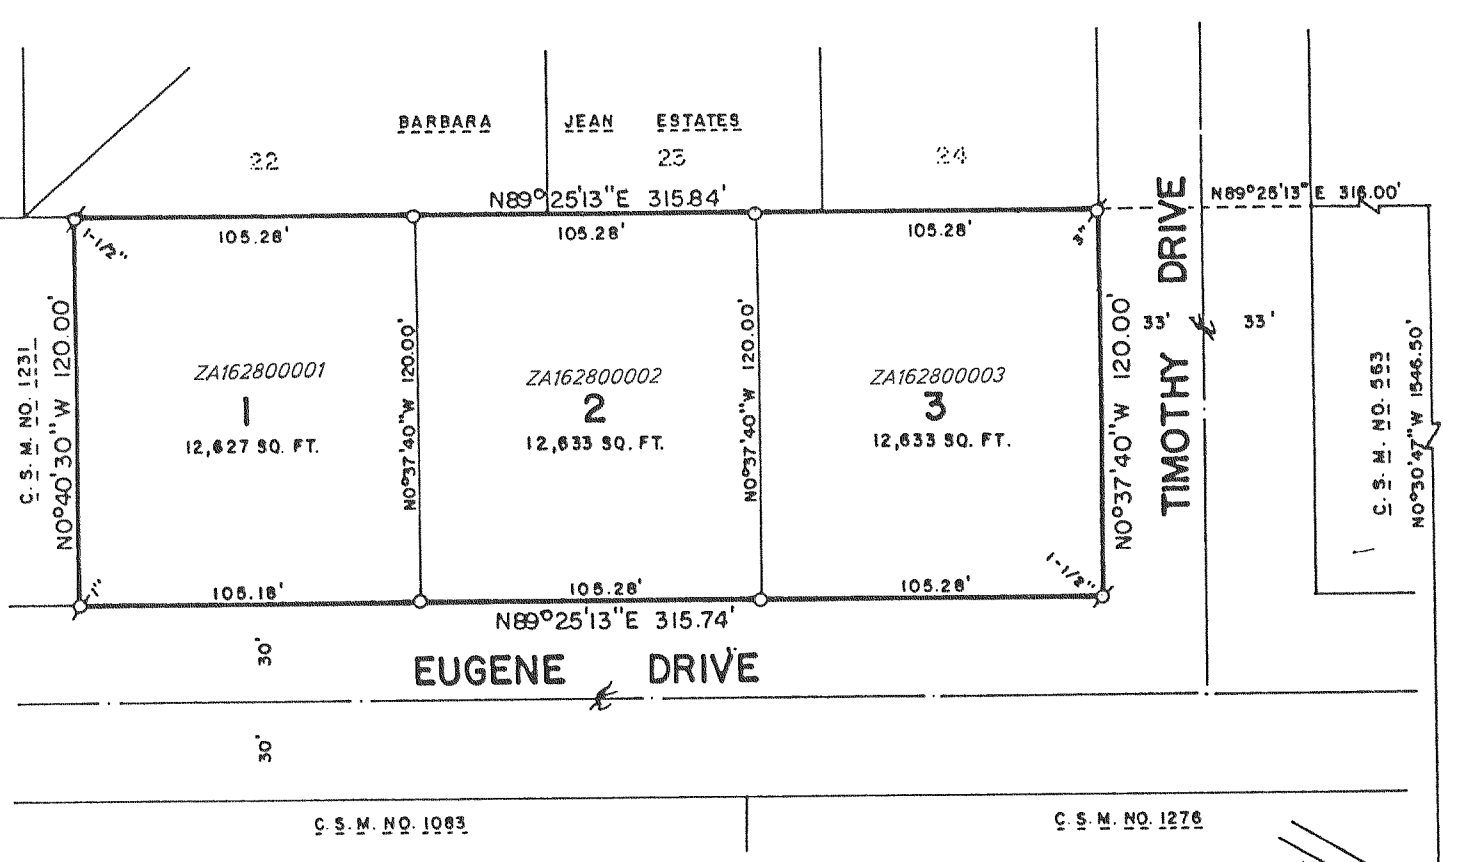 BARBARA JEAN ESTATES
22
23
24
N89°25'13"E 315.84'
N89°25'13"E 316.00'
105.28'
105.28'
105.28'
1-1/2"
3"
C.S.M. NO. 1231
N0°40'30"W 120.00'
N0°37'40"W 120.00'
N0°37'40"W 120.00'
N0°37'40"W 120.00'
TIMOTHY DRIVE
33'
33'
C.S.M. NO. 563
N0°30'47"W 1546.50'
ZA162800001
1
12,627 SQ. FT.
ZA162800002
2
12,633 SQ. FT.
ZA162800003
3
12,633 SQ. FT.
1"
1-1/2"
105.18'
105.28'
105.28'
N89°25'13"E 315.74'
30'
EUGENE DRIVE
30'
C.S.M. NO. 1083
C.S.M. NO. 1276